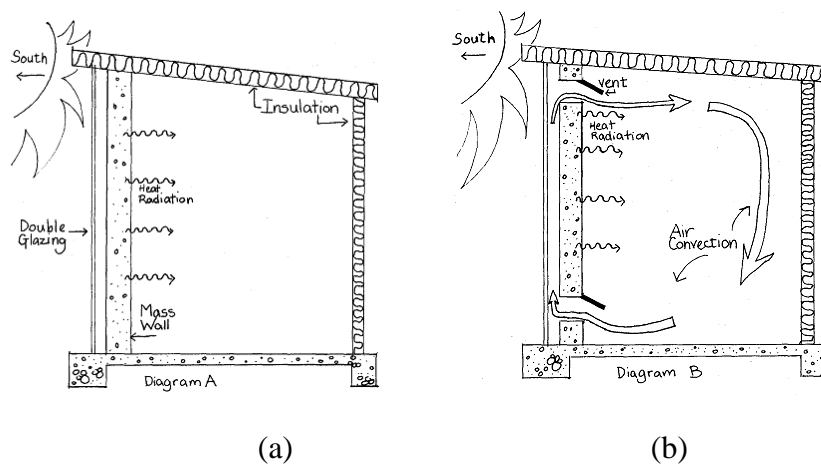 South
Insulation
Heat
Radiation
Double
Glazing
Mass
Wall
Diagram A
(a)
South
vent
Heat
Radiation
Air
Convection
Diagram B
(b)